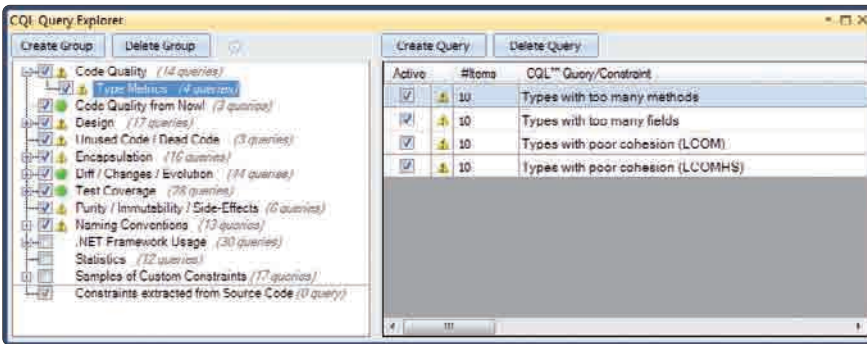 CQL Query Explorer
Create Group Delete Group
Code Quality (14 queries)
Type Metrics (4 queries)
Code Quality from Now! (3 queries)
Design (17 queries)
Unused Code / Dead Code (3 queries)
Encapsulation (16 queries)
Diff / Changes / Evolution (14 queries)
Test Coverage (28 queries)
Purity / Immutability / Side-Effects (6 queries)
Naming Conventions (13 queries)
.NET Framework Usage (30 queries)
Statistics (12 queries)
Samples of Custom Constraints (17 queries)
Constraints extracted from Source Code (0 query)
Create Query Delete Query
Active #Items CQL™ Query/Constraint
10 Types with too many methods
10 Types with too many fields
10 Types with poor cohesion (LCOM)
10 Types with poor cohesion (LCOMHS)